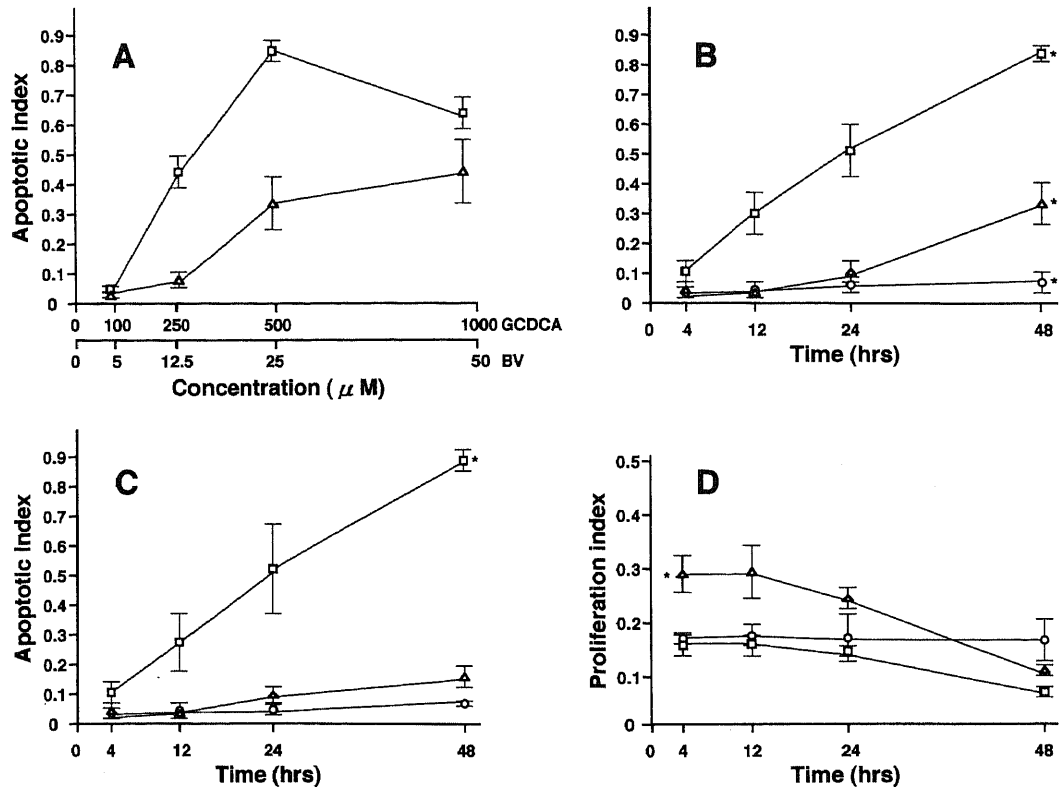 A
Apoptotic Index
0.9
0.8
0.7
0.6
0.5
0.4
0.3
0.2
0.1
0
0 100 250 500 1000 GCDCA
0 5 12.5 25 50 BV
Concentration ( μ M)
B
0.9
0.8
0.7
0.6
0.5
0.4
0.3
0.2
0.1
0
* * *
0 4 12 24 48
Time (hrs)
C
Apoptotic Index
0.9
0.8
0.7
0.6
0.5
0.4
0.3
0.2
0.1
0
*
0 4 12 24 48
Time (hrs)
D
Proliferation index
0.5
0.4
0.3
0.2
0.1
0
*
0 4 12 24 48
Time (hrs)